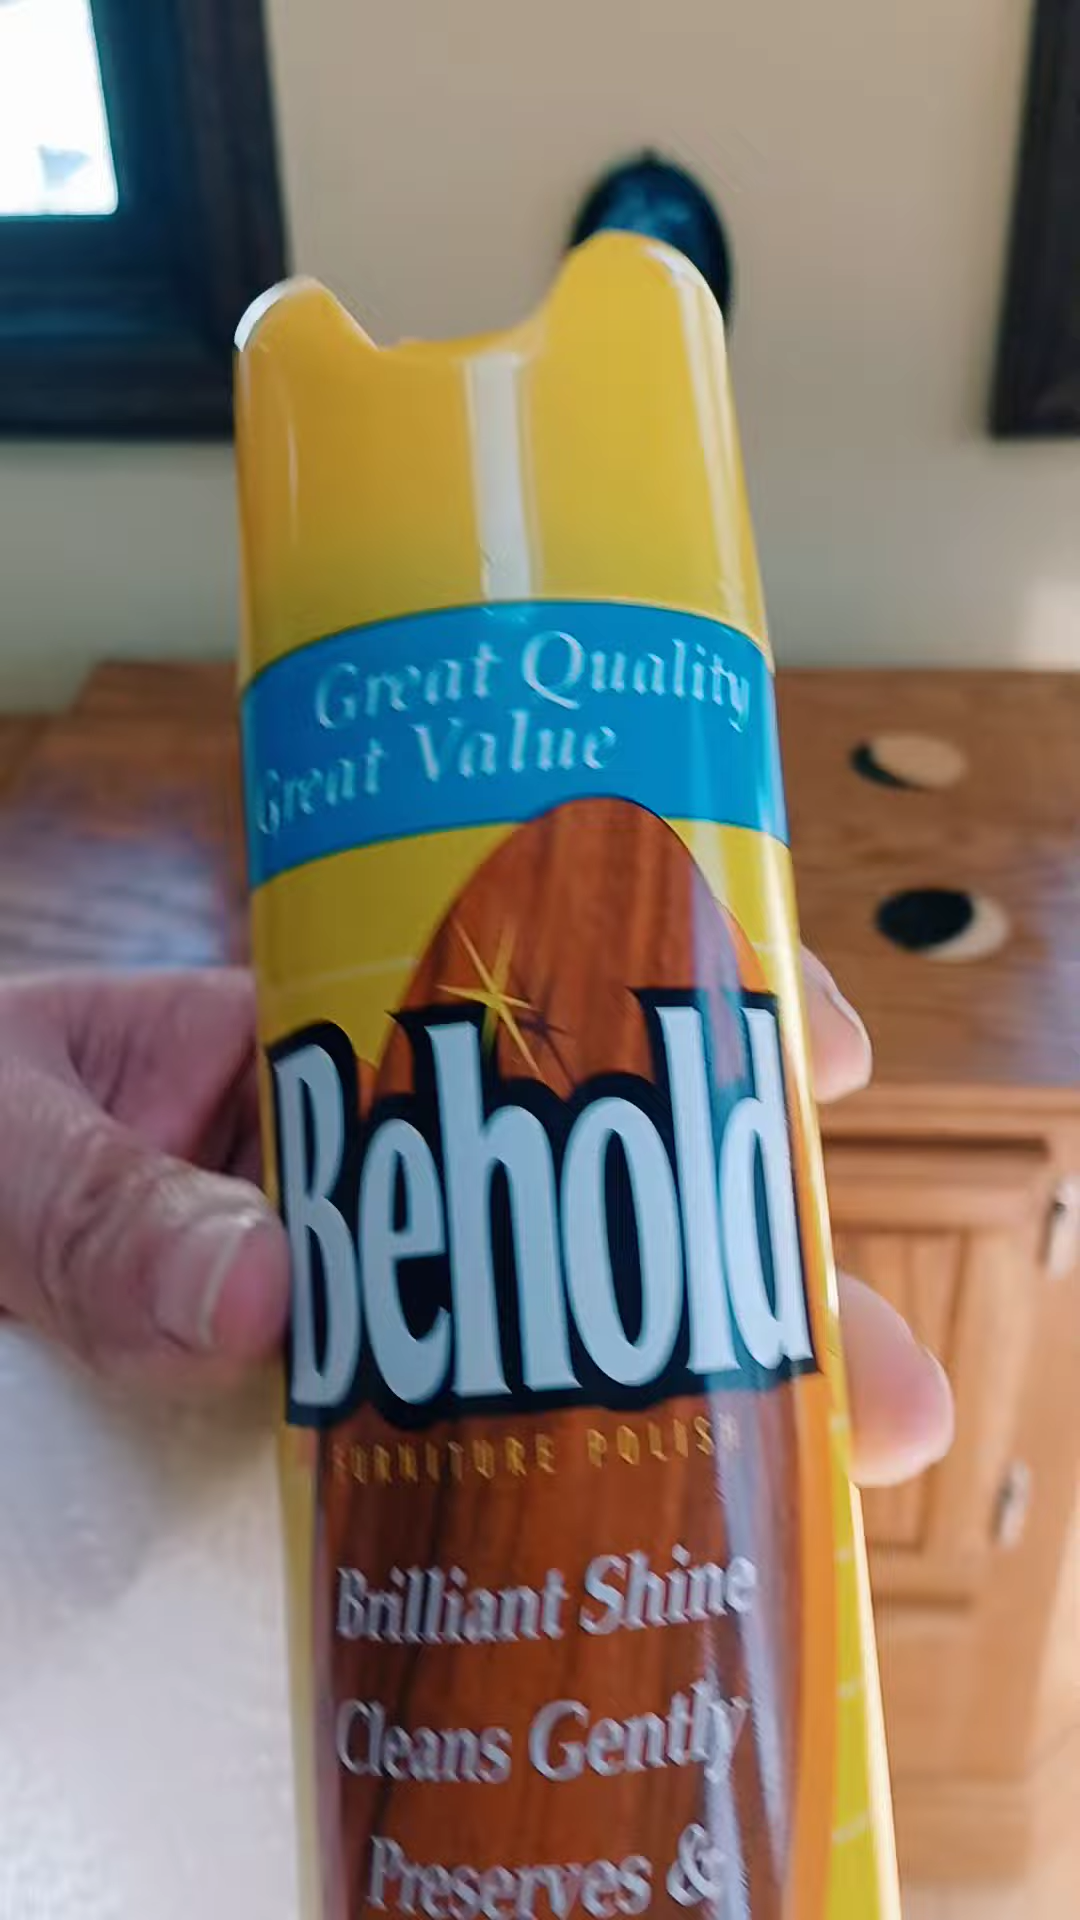 Great Quality
Great Value
Behold
FURNITURE POLISH
Brilliant Shine
Cleans Gently
Preserves &